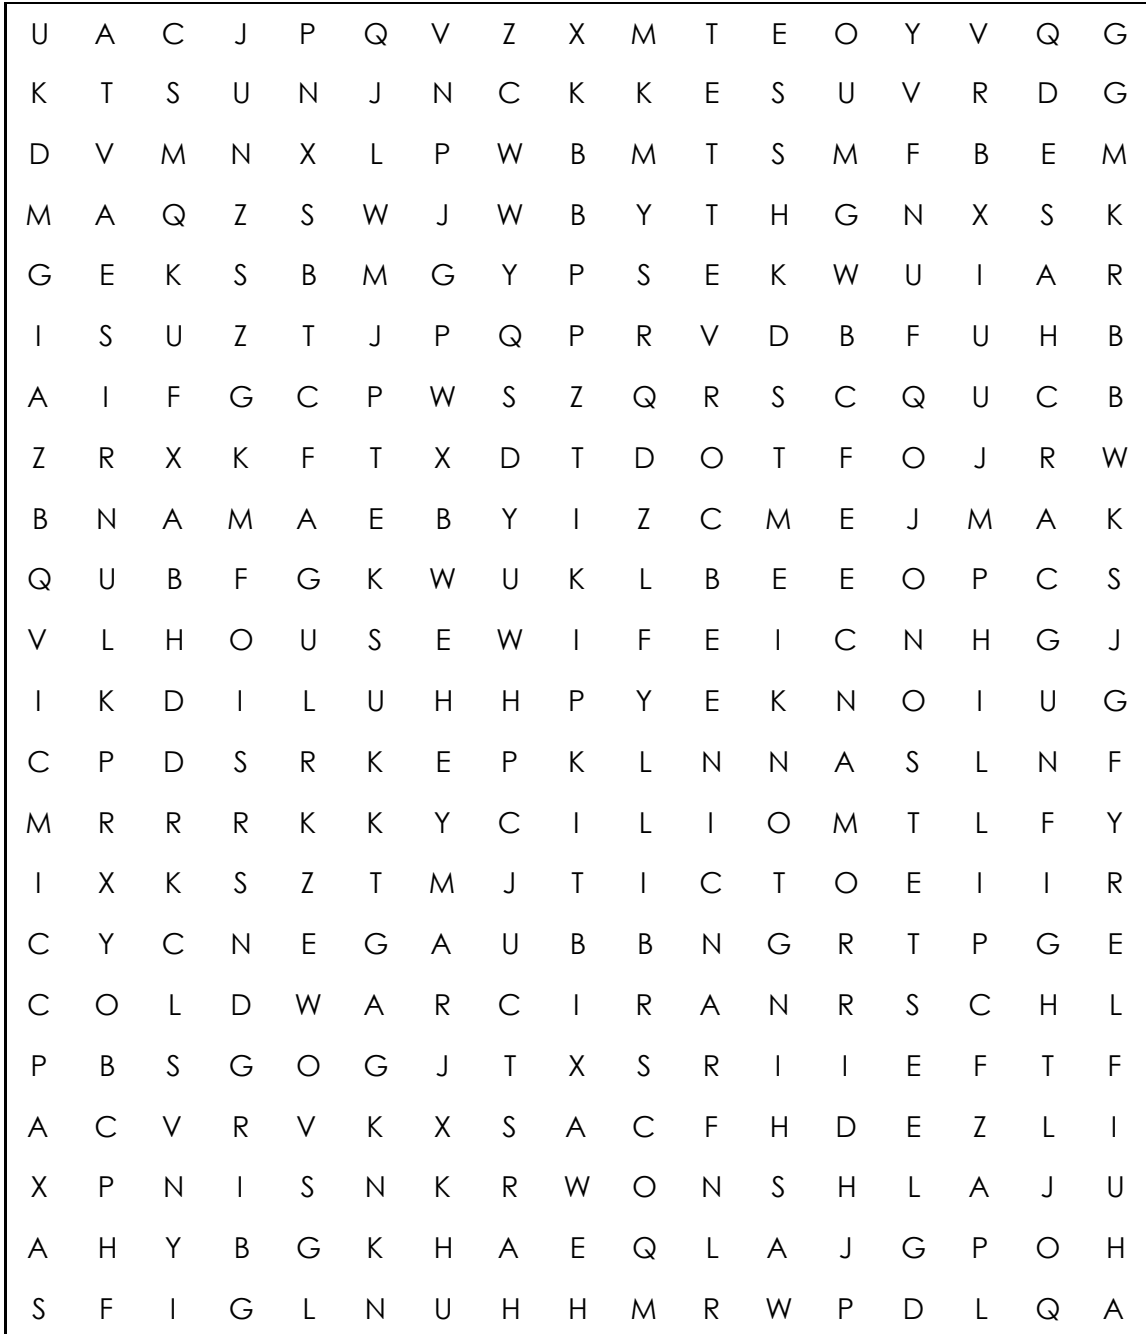 U A C J P Q V Z X M T E O Y V Q G
K T S U N J N C K K E S U V R D G
D V M N X L P W B M T S M F B E M
M A Q Z S W J W B Y T H G N X S K
G E K S B M G Y P S E K W U I A R
I S U Z T J P Q P R V D B F U H B
A I F G C P W S Z Q R S C Q U C B
Z R X K F T X D T D O T F O J R W
B N A M A E B Y I Z C M E J M A K
Q U B F G K W U K L B E E O P C S
V L H O U S E W I F E I C N H G J
I K D I L U H H P Y E K N O I U G
C P D S R K E P K L N N A S L N F
M R R R K K Y C I L I O M T L F Y
I X K S Z T M J T I C T O E I I R
C Y C N E G A U B B N G R T P G E
C O L D W A R C I R A N R S C H L
P B S G O G J T X S R I I E F T F
A C V R V K X S A C F H D E Z L I
X P N I S N K R W O N S H L A J U
A H Y B G K H A E Q L A J G P O H
S F I G L N U H H M R W P D L Q A